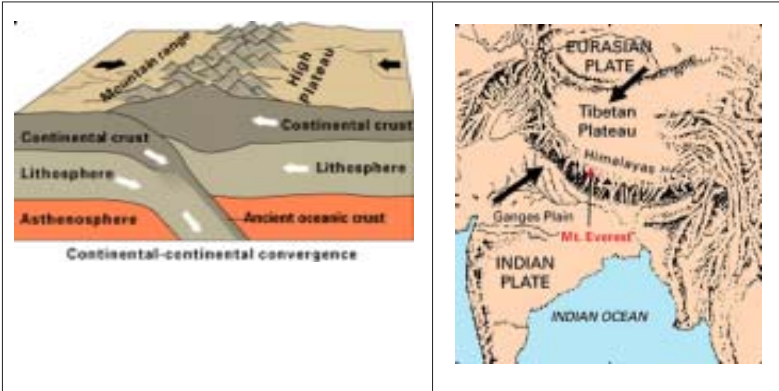 Mountain range
High
plateau
Continental crust
Continental crust
Lithosphere
Lithosphere
Asthenosphere
Ancient oceanic crust
Continental-continental convergence
EURASIAN
PLATE
Tibetan
Plateau
Himalayas
Ganges Plain
Mt. Everest
INDIAN
PLATE
INDIAN OCEAN